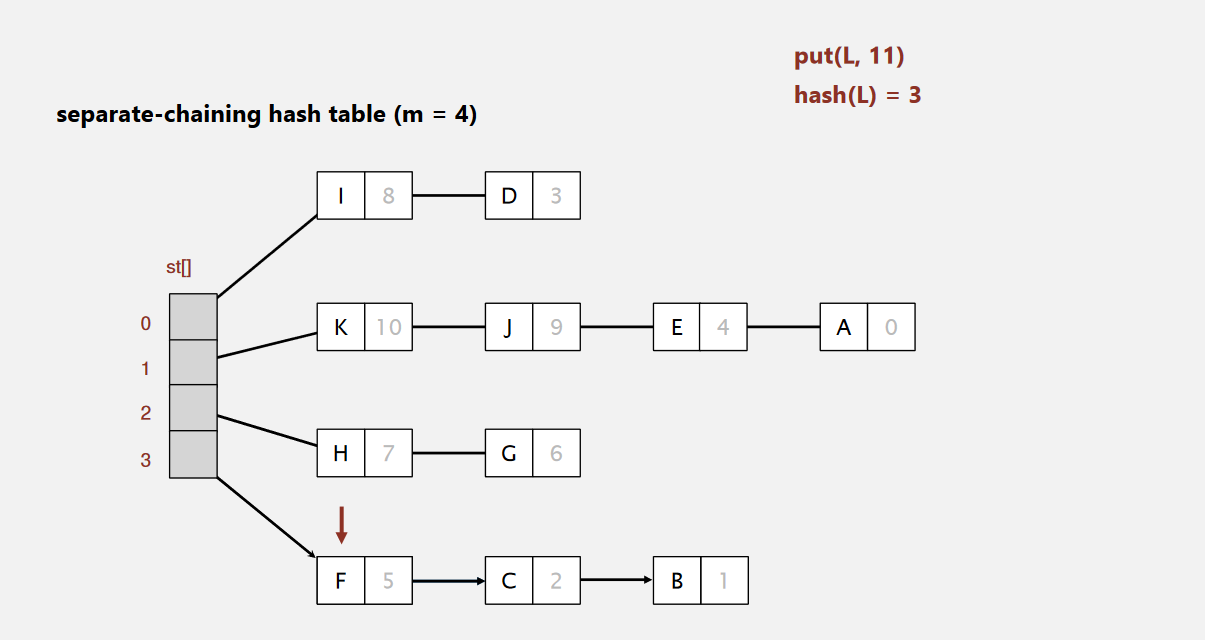 put(L, 11)
hash(L) = 3
separate-chaining hash table (m = 4)
I 8 D 3
st[]
0
K 10 J 9 E 4 A 0
1
2
H 7 G 6
3
F 5 C 2 B 1